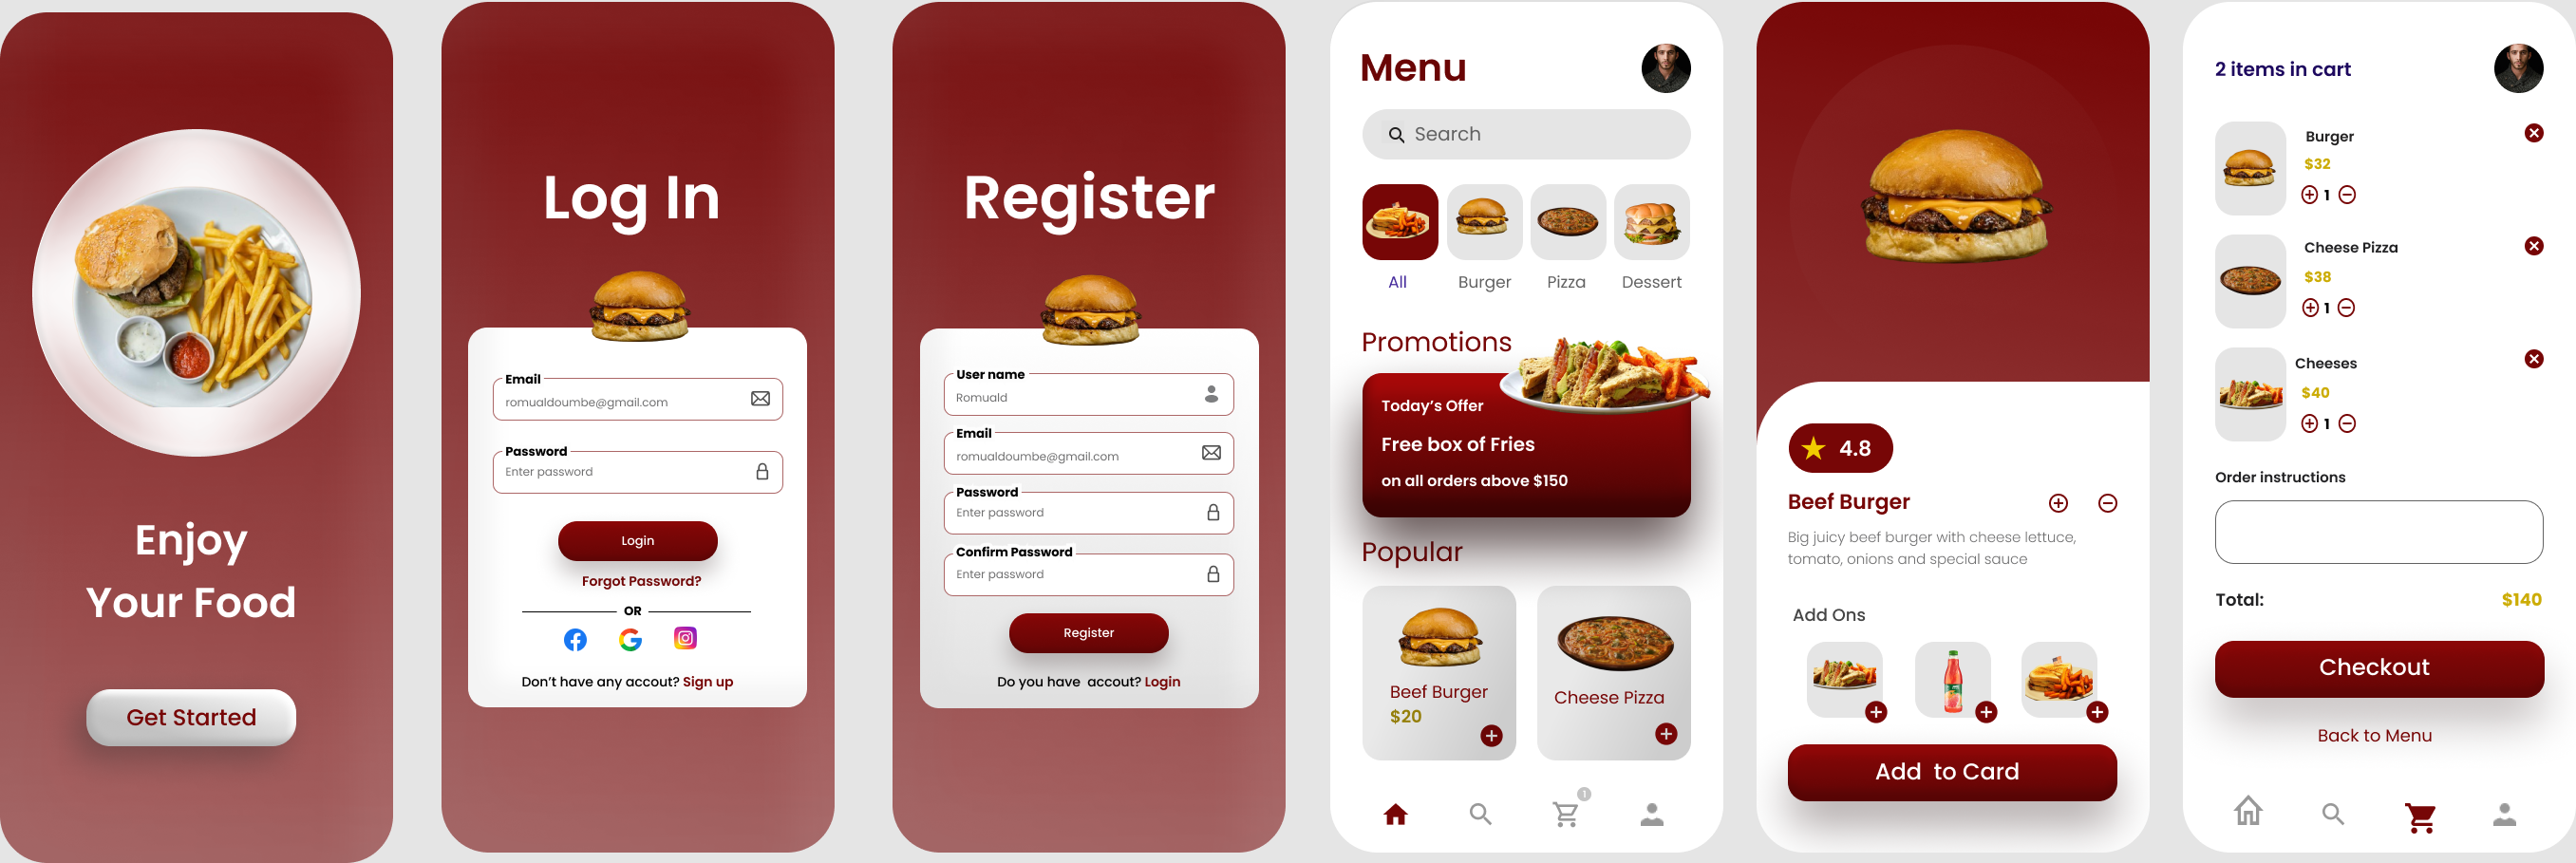 Enjoy
Your Food
Get Started
Log In
Email
romualdoumbe@gmail.com
Password
Enter password
Login
Forgot Password?
OR
Don't have any accout? Sign up
Register
User name
Romuald
Email
romualdoumbe@gmail.com
Password
Enter password
Confirm Password
Enter password
Register
Do you have accout? Login
Menu
Search
All
Burger
Pizza
Dessert
Promotions
Today's Offer
Free box of Fries
on all orders above $150
Popular
Beef Burger
$20
Cheese Pizza
1
4.8
Beef Burger
Big juicy beef burger with cheese lettuce,
tomato, onions and special sauce
Add Ons
Add to Card
2 items in cart
Burger
$32
1
Cheese Pizza
$38
1
Cheeses
$40
1
Order instructions
Total: $140
Checkout
Back to Menu